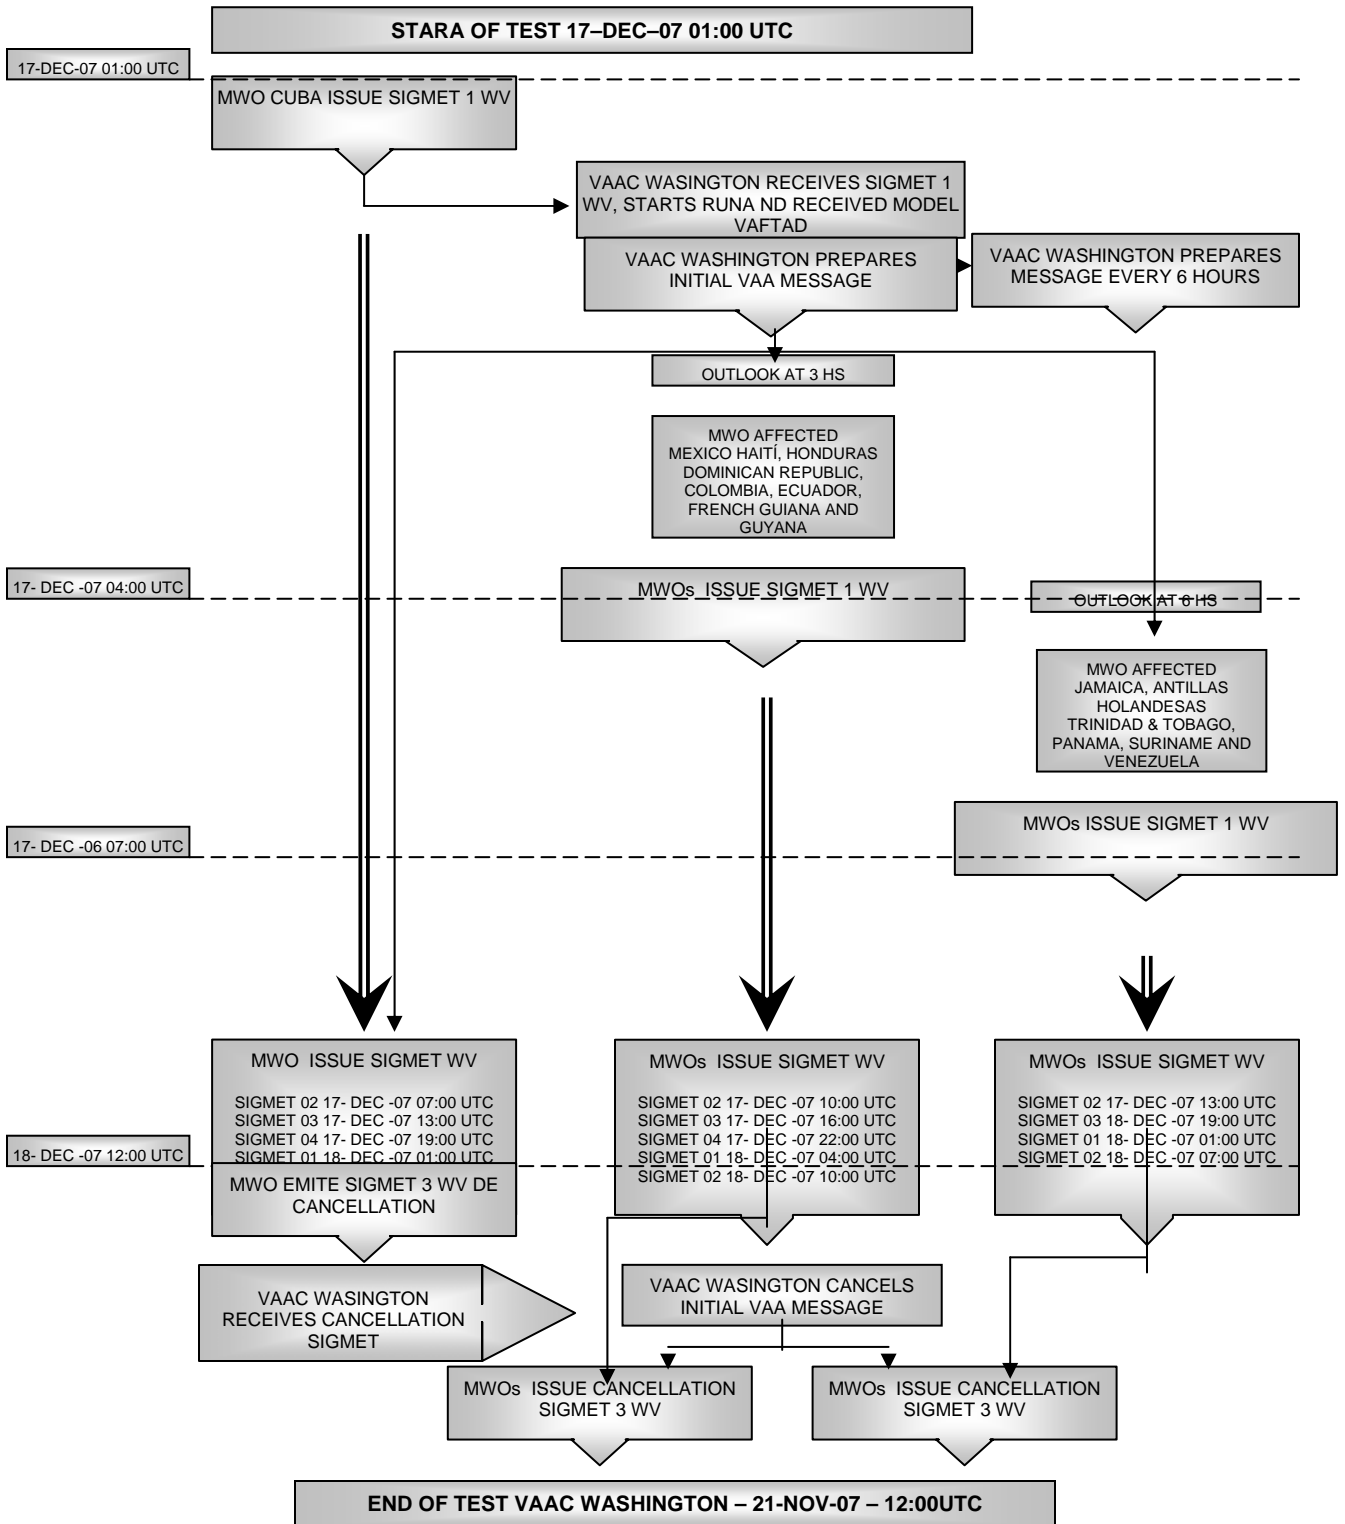 STARA OF TEST 17–DEC–07 01:00 UTC
17-DEC-07 01:00 UTC
MWO CUBA ISSUE SIGMET 1 WV
VAAC WASINGTON RECEIVES SIGMET 1
WV, STARTS RUNA ND RECEIVED MODEL
VAFTAD
VAAC WASHINGTON PREPARES
INITIAL VAA MESSAGE
VAAC WASHINGTON PREPARES
MESSAGE EVERY 6 HOURS
OUTLOOK AT 3 HS
MWO AFFECTED
MEXICO HAITÍ, HONDURAS
DOMINICAN REPUBLIC,
COLOMBIA, ECUADOR,
FRENCH GUIANA AND
GUYANA
17- DEC -07 04:00 UTC
MWOs ISSUE SIGMET 1 WV
OUTLOOK AT 6 HS
MWO AFFECTED
JAMAICA, ANTILLAS
HOLANDESAS
TRINIDAD & TOBAGO,
PANAMA, SURINAME AND
VENEZUELA
MWOs ISSUE SIGMET 1 WV
17- DEC -06 07:00 UTC
MWO ISSUE SIGMET WV
SIGMET 02 17- DEC -07 07:00 UTC
SIGMET 03 17- DEC -07 13:00 UTC
SIGMET 04 17- DEC -07 19:00 UTC
SIGMET 01 18- DEC -07 01:00 UTC
MWOs ISSUE SIGMET WV
SIGMET 02 17- DEC -07 10:00 UTC
SIGMET 03 17- DEC -07 16:00 UTC
SIGMET 04 17- DEC -07 22:00 UTC
SIGMET 01 18- DEC -07 04:00 UTC
SIGMET 02 18- DEC -07 10:00 UTC
MWOs ISSUE SIGMET WV
SIGMET 02 17- DEC -07 13:00 UTC
SIGMET 03 18- DEC -07 19:00 UTC
SIGMET 01 18- DEC -07 01:00 UTC
SIGMET 02 18- DEC -07 07:00 UTC
18- DEC -07 12:00 UTC
MWO EMITE SIGMET 3 WV DE
CANCELLATION
VAAC WASINGTON
RECEIVES CANCELLATION
SIGMET
VAAC WASINGTON CANCELS
INITIAL VAA MESSAGE
MWOs ISSUE CANCELLATION
SIGMET 3 WV
MWOs ISSUE CANCELLATION
SIGMET 3 WV
END OF TEST VAAC WASHINGTON – 21-NOV-07 – 12:00UTC